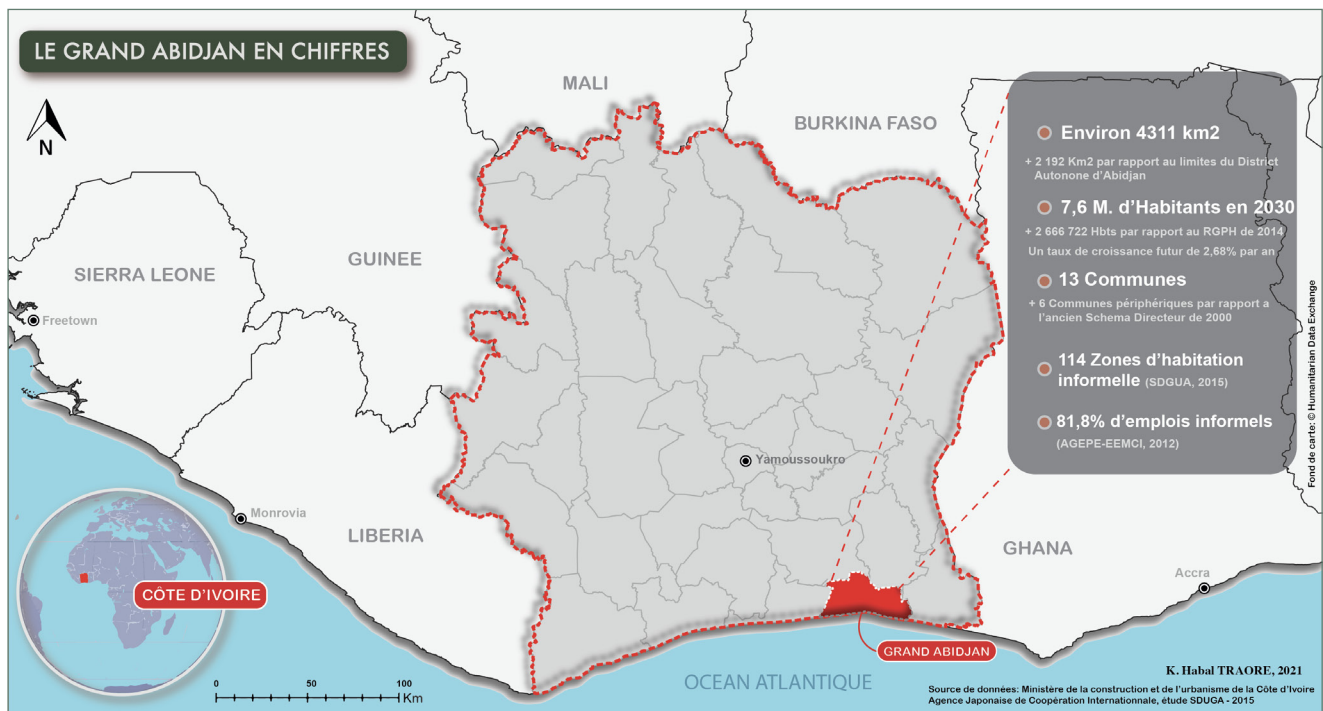 LE GRAND ABIDJAN EN CHIFFRES
N
MALI
BURKINA FASO
GUINEE
SIERRA LEONE
Freetown
Environ 4311 km2
+ 2 192 Km2 par rapport au limites du District
Autonone d'Abidjan
7,6 M. d'Habitants en 2030
+ 2 666 722 Hbts par rapport au RGPH de 2014
Un taux de croissance futur de 2,68% par an
13 Communes
+ 6 Communes périphériques par rapport a
l'ancien Schema Directeur de 2000
114 Zones d'habitation
informelle (SDGUA, 2015)
81,8% d'emplois informels
(AGEPE-EEMCI, 2012)
Fond de carte: © Humanitarian Data Exchange
Yamoussoukro
Monrovia
LIBERIA
GHANA
Accra
CÔTE D'IVOIRE
GRAND ABIDJAN
OCEAN ATLANTIQUE
0 50 100
Km
K. Habal TRAORE, 2021
Source de données: Ministère de la construction et de l'urbanisme de la Côte d'Ivoire
Agence Japonaise de Coopération Internationnale, étude SDUGA - 2015